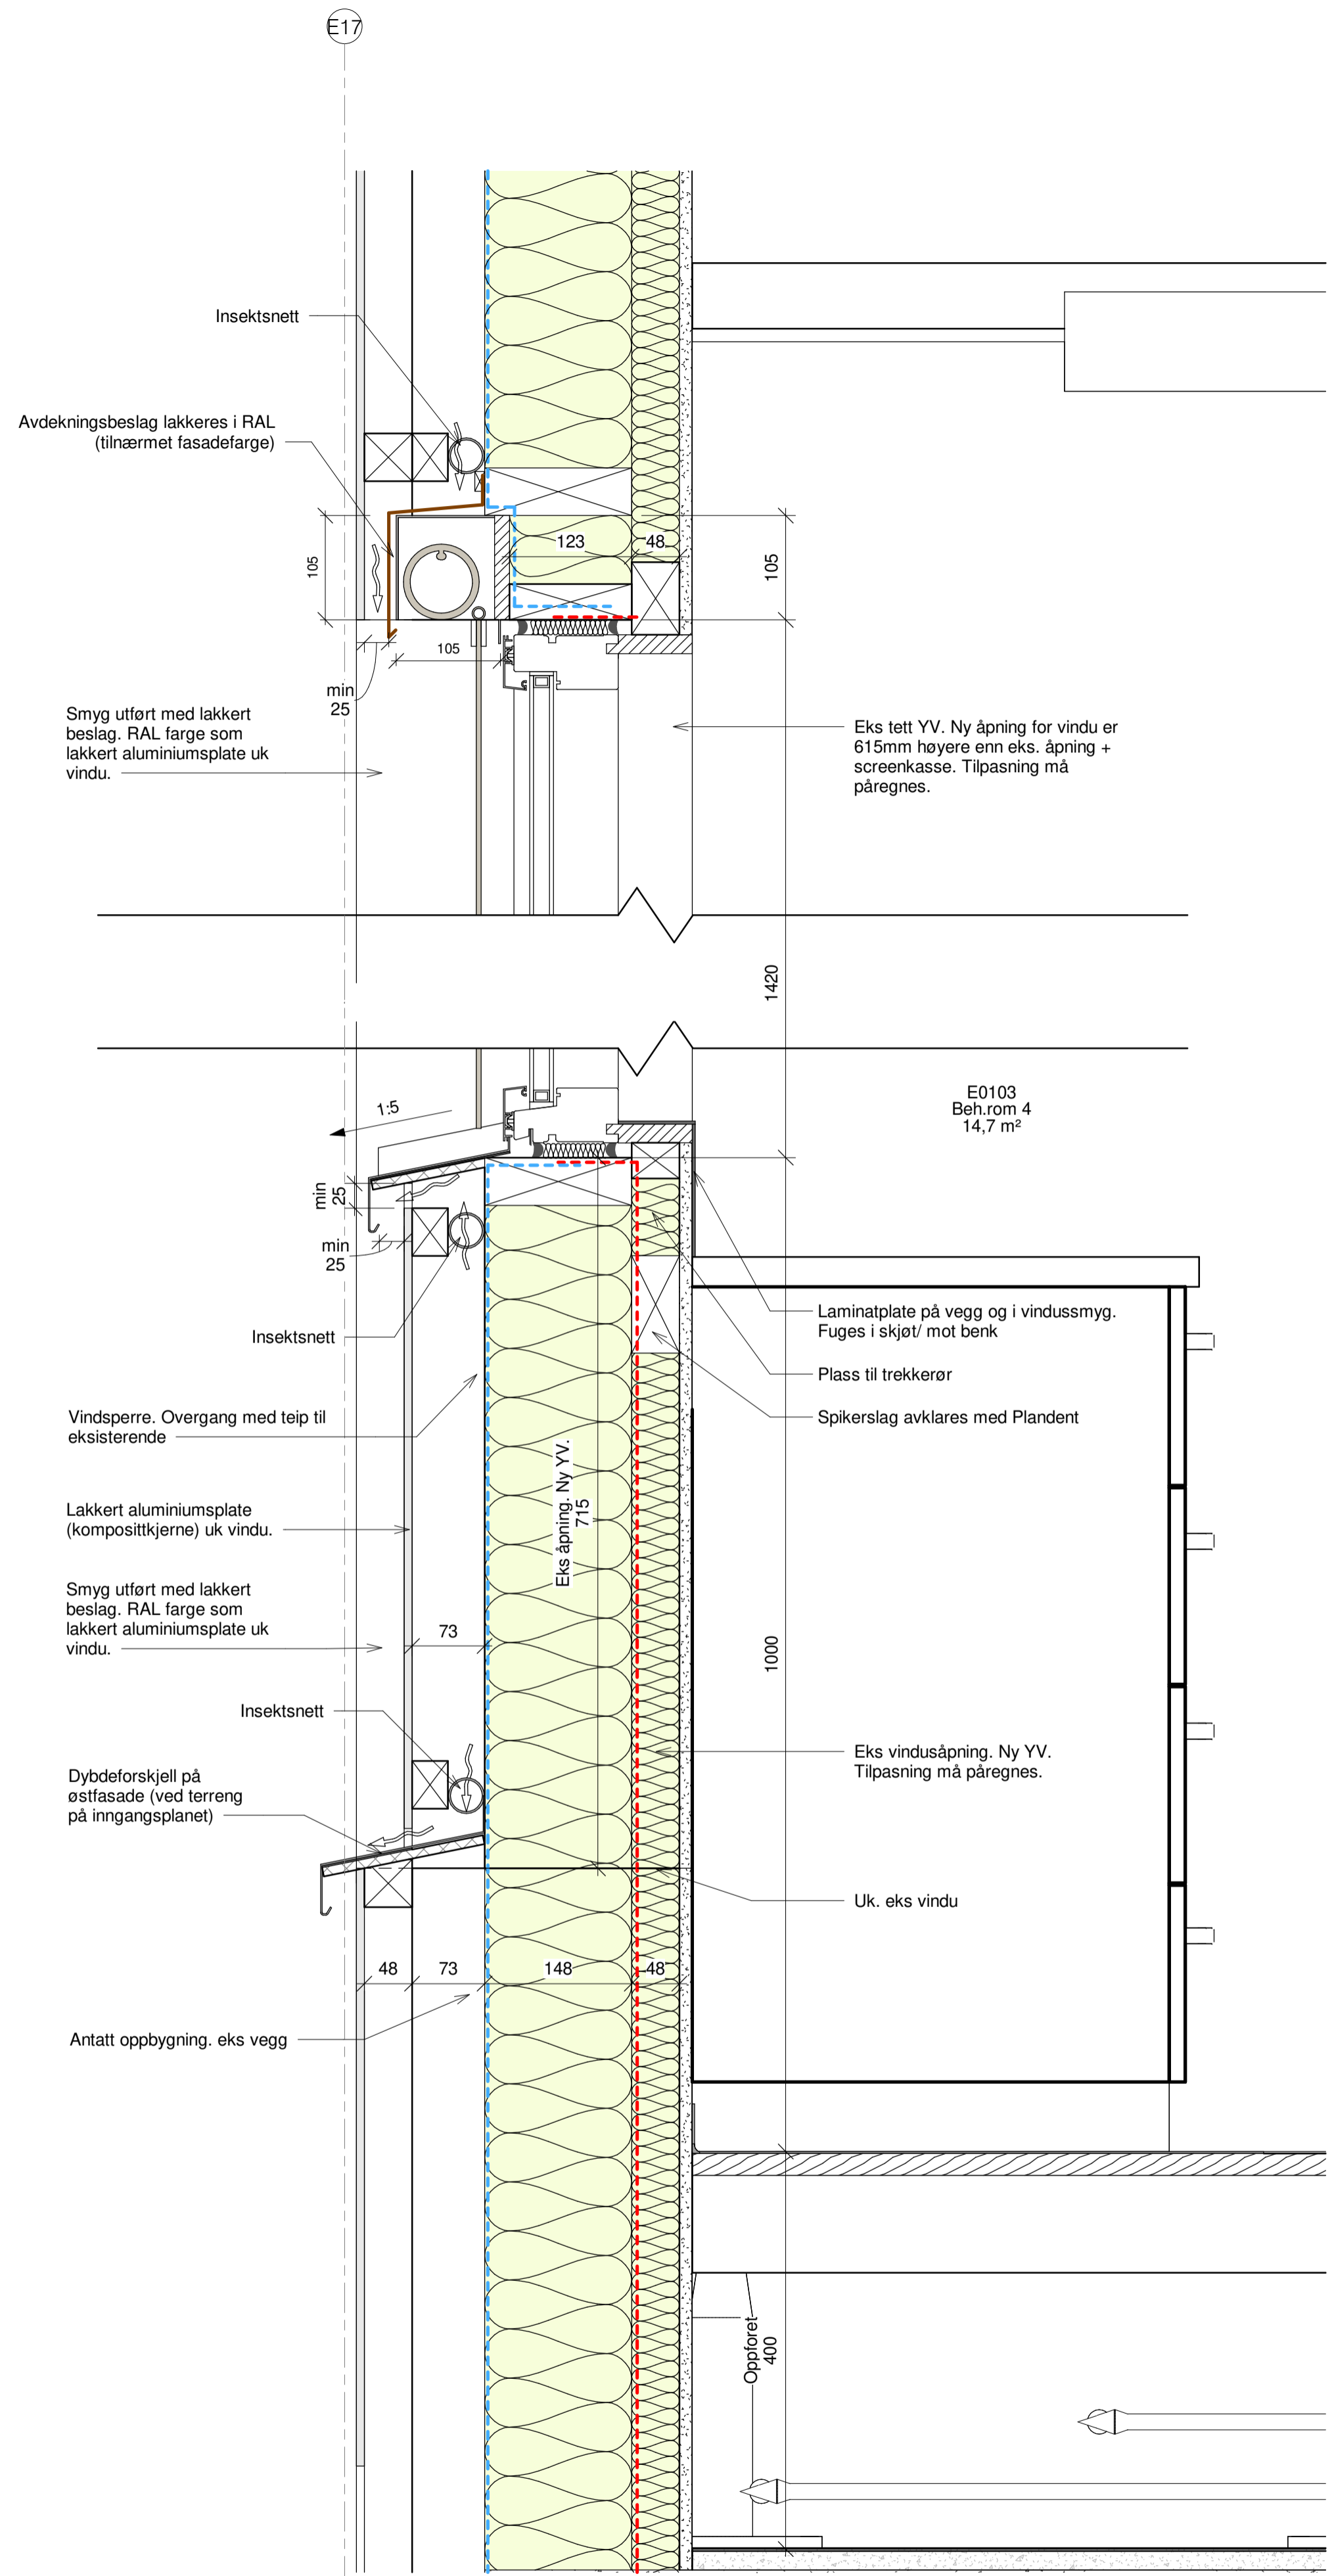 E17
Insektsnett
Avdekningsbeslag lakkeres i RAL
(tilnærmet fasadefarge)
123
48
105
105
105
min
25
Smyg utført med lakkert
beslag. RAL farge som
lakkert aluminiumsplate uk
vindu.
Eks tett YV. Ny åpning for vindu er
615mm høyere enn eks. åpning +
screenkasse. Tilpasning må
påregnes.
1420
E0103
Beh.rom 4
14,7 m²
1:5
min
25
min
25
Insektsnett
Laminatplate på vegg og i vindussmyg.
Fuges i skjøt/ mot benk
Plass til trekkerør
Spikerslag avklares med Plandent
Vindsperre. Overgang med teip til
eksisterende
Eks åpning. Ny YV.
715
Lakkert aluminiumsplate
(komposittkjerne) uk vindu.
Smyg utført med lakkert
beslag. RAL farge som
lakkert aluminiumsplate uk
vindu.
73
1000
Insektsnett
Eks vindusåpning. Ny YV.
Tilpasning må påregnes.
Dybdeforskjell på
østfasade (ved terreng
på inngangsplanet)
Uk. eks vindu
48
73
148
48
Antatt oppbygning. eks vegg
Oppforet
400